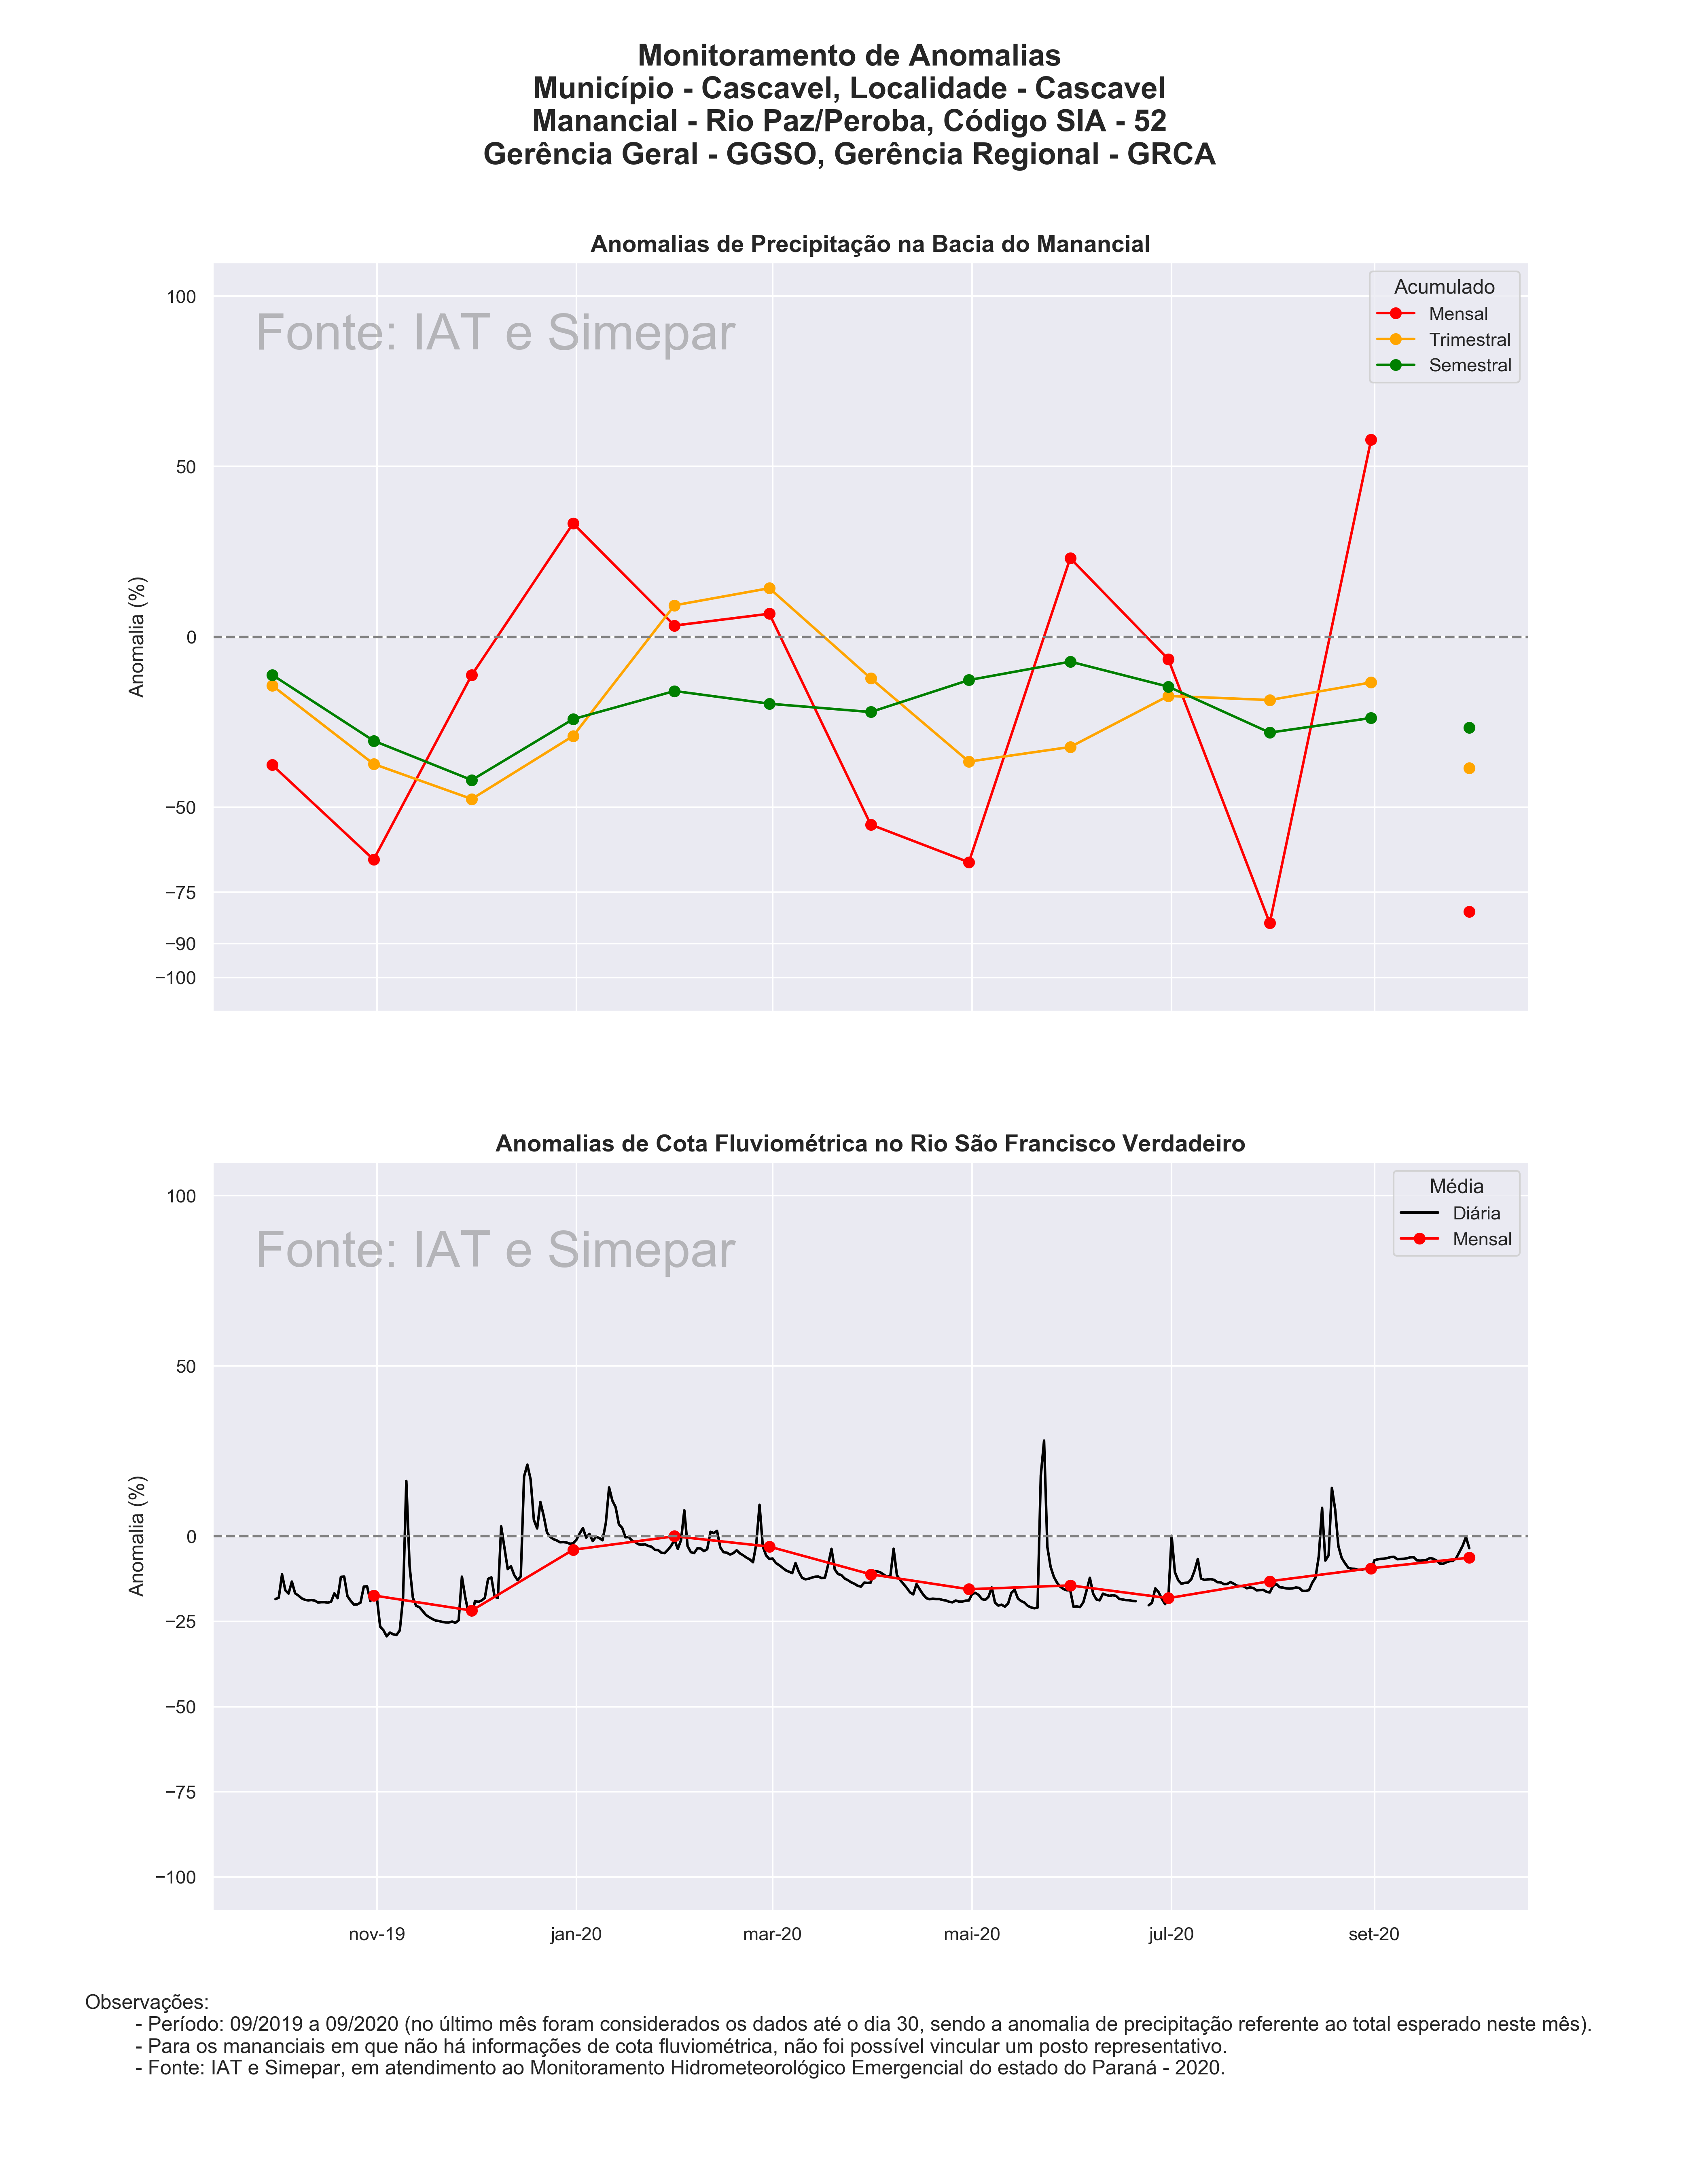 Monitoramento de Anomalias
Município - Cascavel, Localidade - Cascavel
Manancial - Rio Paz/Peroba, Código SIA - 52
Gerência Geral - GGSO, Gerência Regional - GRCA
Anomalias de Precipitação na Bacia do Manancial
Fonte: IAT e Simepar
Acumulado
Mensal
Trimestral
Semestral
Anomalia (%)
100
50
0
−50
−75
−90
−100
Anomalias de Cota Fluviométrica no Rio São Francisco Verdadeiro
Fonte: IAT e Simepar
Média
Diária
Mensal
Anomalia (%)
100
50
0
−25
−50
−75
−100
nov-19 jan-20 mar-20 mai-20 jul-20 set-20
Observações:
- Período: 09/2019 a 09/2020 (no último mês foram considerados os dados até o dia 30, sendo a anomalia de precipitação referente ao total esperado neste mês).
- Para os mananciais em que não há informações de cota fluviométrica, não foi possível vincular um posto representativo.
- Fonte: IAT e Simepar, em atendimento ao Monitoramento Hidrometeorológico Emergencial do estado do Paraná - 2020.